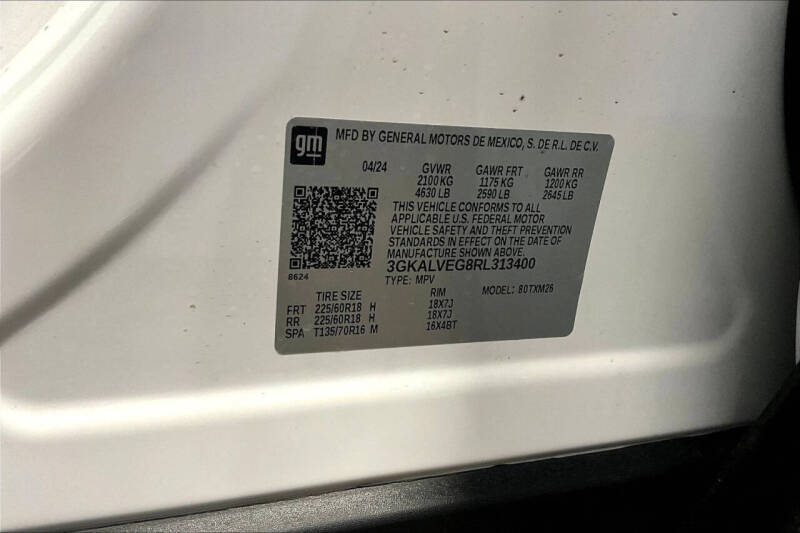 gm MFD BY GENERAL MOTORS DE MEXICO, S. DE R.L. DE C.V.
04/24 GVWR GAWR FRT GAWR RR
2100 KG 1175 KG 1200 KG
4630 LB 2590 LB 2645 LB
THIS VEHICLE CONFORMS TO ALL
APPLICABLE U.S. FEDERAL MOTOR
VEHICLE SAFETY AND THEFT PREVENTION
STANDARDS IN EFFECT ON THE DATE OF
MANUFACTURE SHOWN ABOVE.
3GKALVEG8RL313400
8624
TYPE: MPV MODEL: 80TXM26
TIRE SIZE RIM
FRT 225/60R18 H 18X7J
RR 225/60R18 H 18X7J
SPA T135/70R16 M 16X4BT